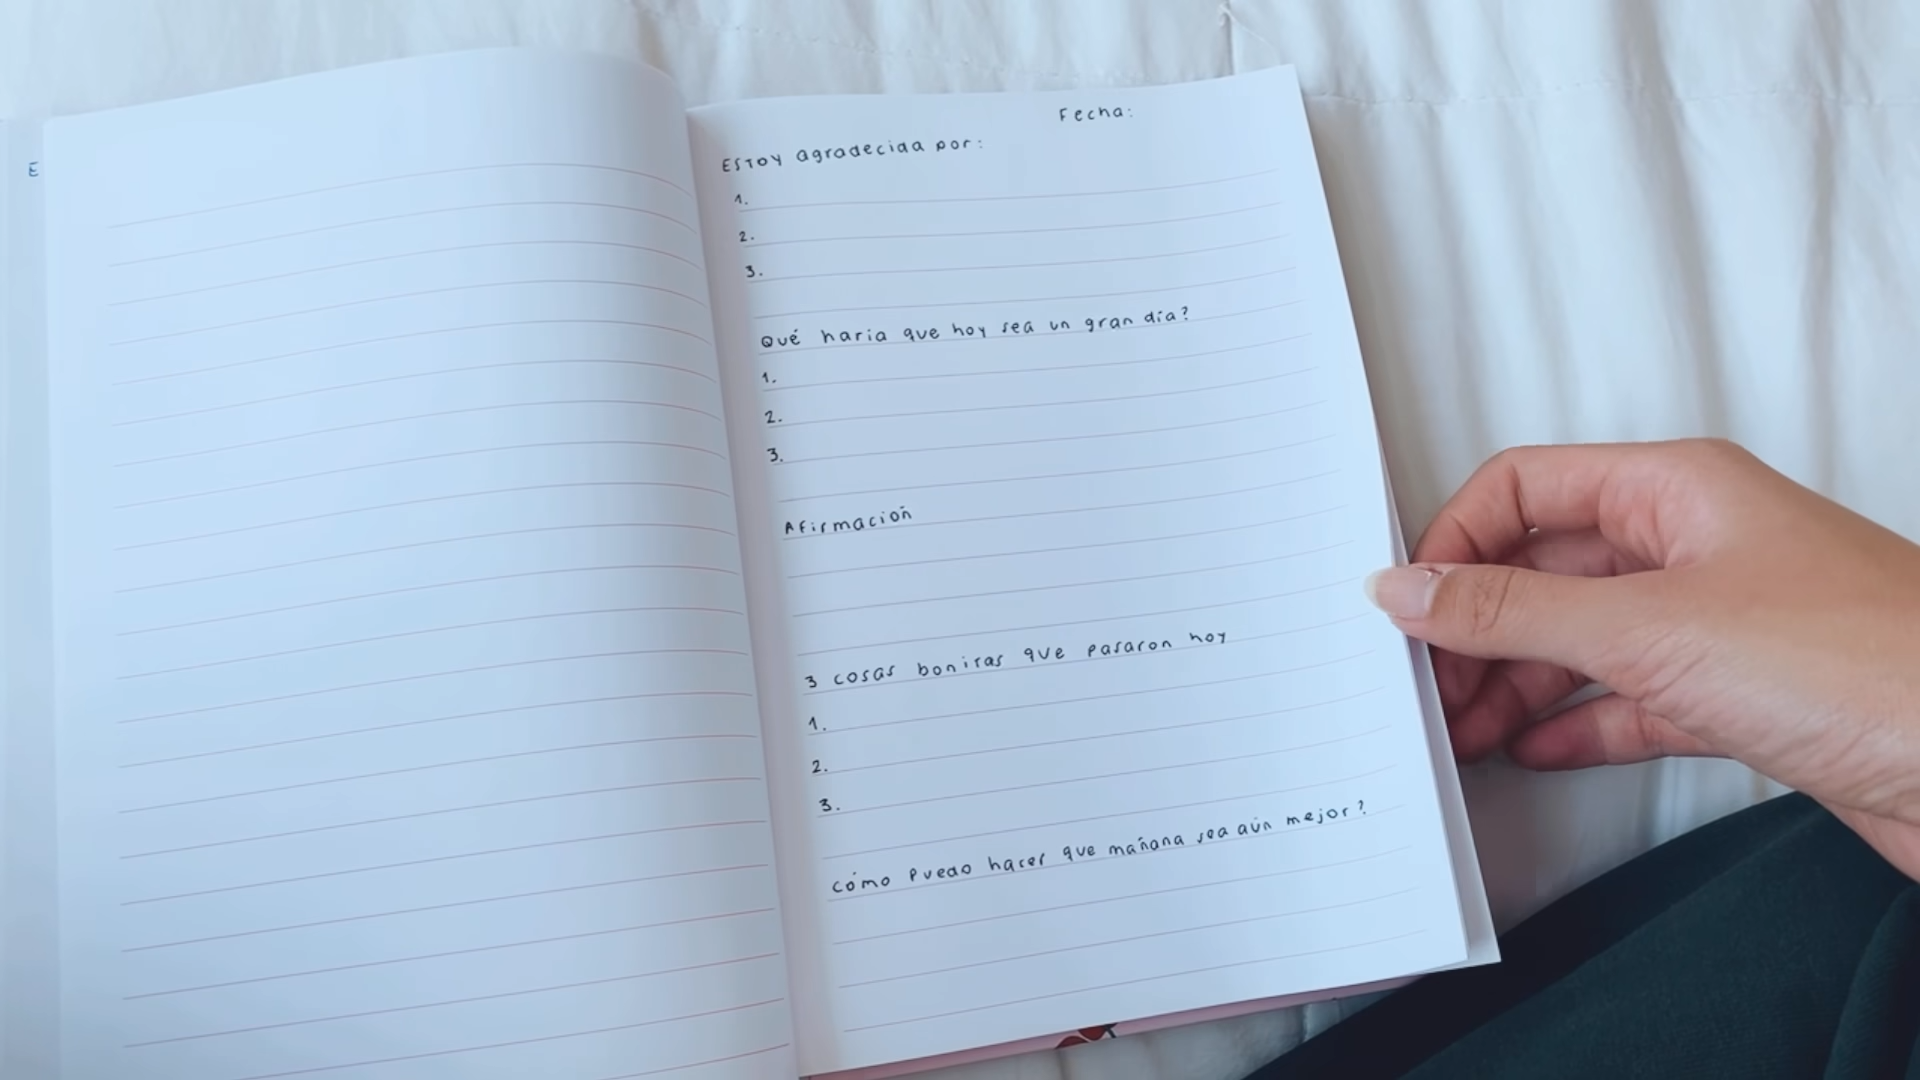 E
Fecha:
Estoy agradecida por:
1.
2.
3.
Qué haria que hoy sea un gran día?
1.
2.
3.
Afirmación
3 cosas bonitas que pasaron hoy
1.
2.
3.
Cómo puedo hacer que mañana sea aún mejor?